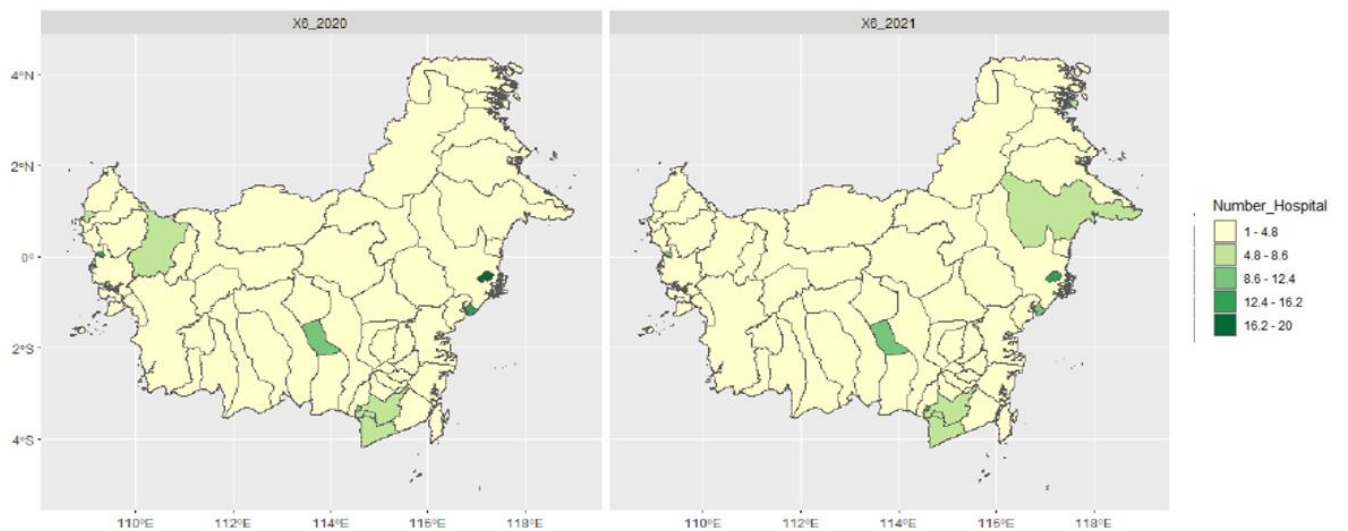 X6_2020
X6_2021
4°N
2°N
0°
2°S
4°S
110°E 112°E 114°E 116°E 118°E
110°E 112°E 114°E 116°E 118°E
Number_Hospital
1 - 4.8
4.8 - 8.6
8.6 - 12.4
12.4 - 16.2
16.2 - 20